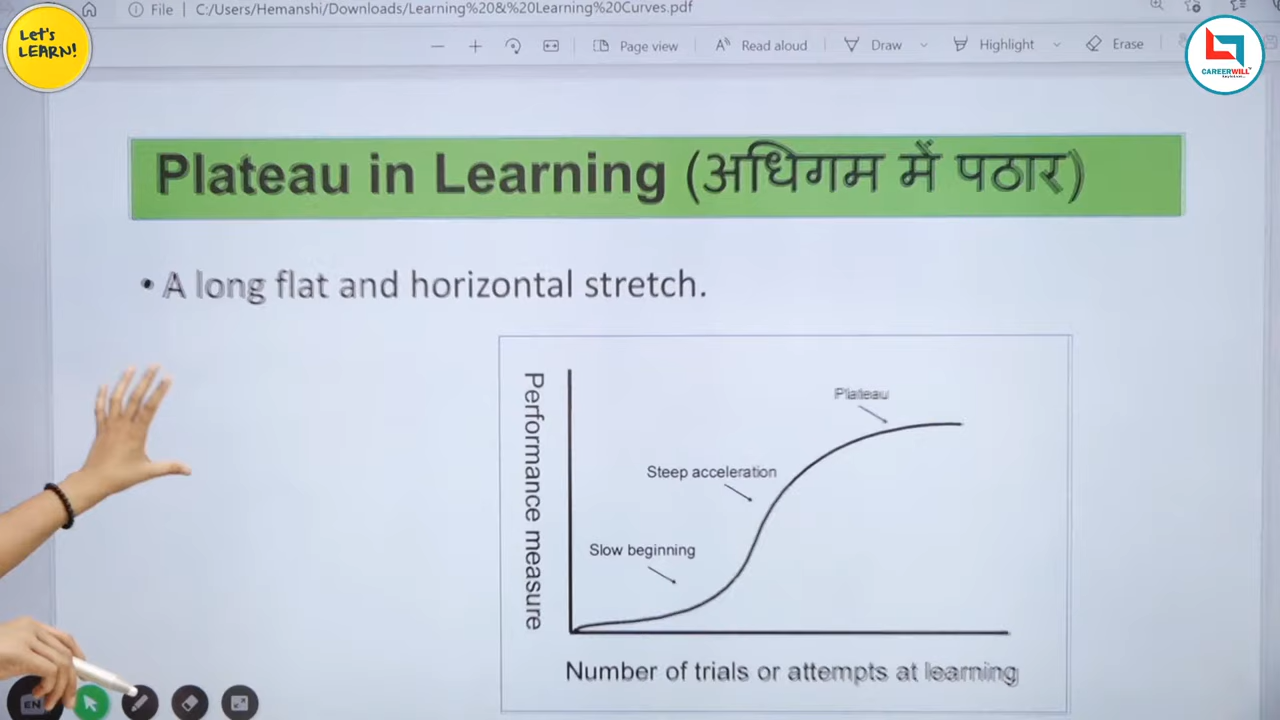 Let's
LEARN!
File | C:/Users/Hemanshi/Downloads/Learning%20&%20Learning%20Curves.pdf
Page view
Read aloud
Draw
Highlight
Erase
CAREERWILL
Plateau in Learning (अधिगम में पठार)
• A long flat and horizontal stretch.
Performance measure
Plateau
Steep acceleration
Slow beginning
Number of trials or attempts at learning
EN